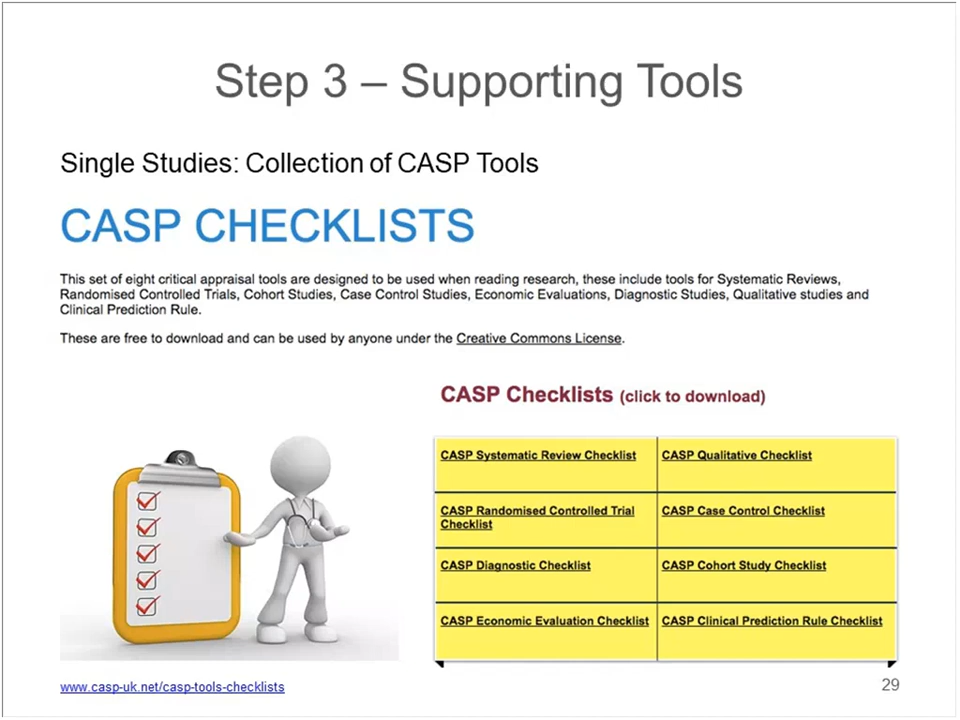 Step 3 – Supporting Tools
Single Studies: Collection of CASP Tools
CASP CHECKLISTS
This set of eight critical appraisal tools are designed to be used when reading research, these include tools for Systematic Reviews,
Randomised Controlled Trials, Cohort Studies, Case Control Studies, Economic Evaluations, Diagnostic Studies, Qualitative studies and
Clinical Prediction Rule.
These are free to download and can be used by anyone under the Creative Commons License.
CASP Checklists (click to download)
CASP Systematic Review Checklist
CASP Qualitative Checklist
CASP Randomised Controlled Trial
Checklist
CASP Case Control Checklist
CASP Diagnostic Checklist
CASP Cohort Study Checklist
CASP Economic Evaluation Checklist
CASP Clinical Prediction Rule Checklist
www.casp-uk.net/casp-tools-checklists
29